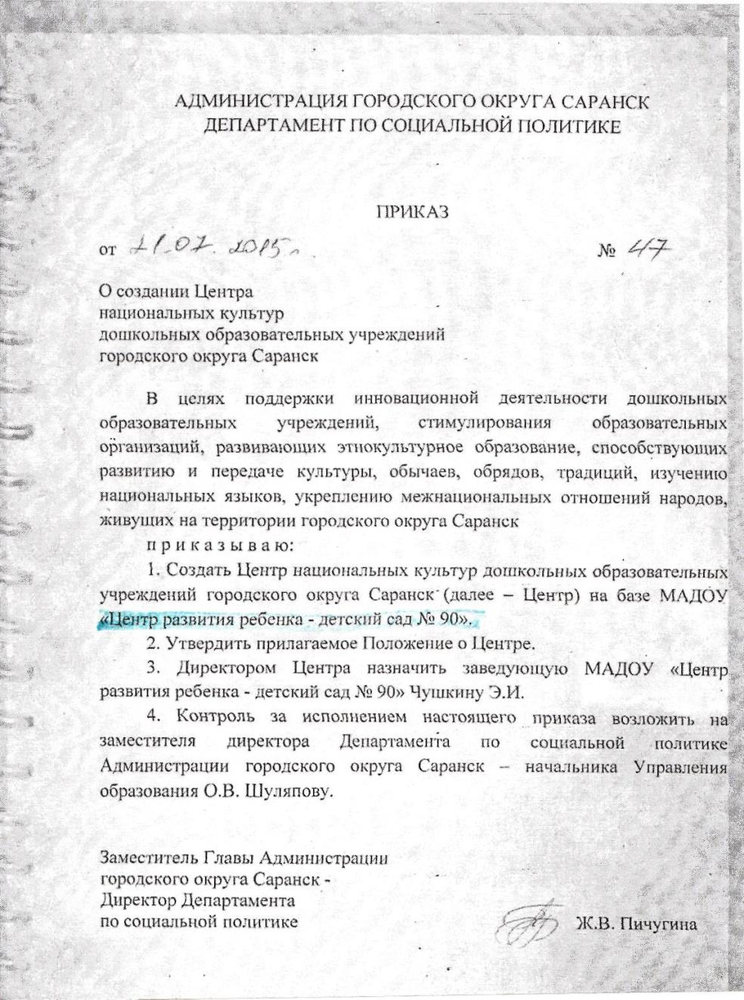 АДМИНИСТРАЦИЯ ГОРОДСКОГО ОКРУГА САРАНСК
ДЕПАРТАМЕНТ ПО СОЦИАЛЬНОЙ ПОЛИТИКЕ
ПРИКАЗ
от 21.07.2015г. № 47
О создании Центра
национальных культур
дошкольных образовательных учреждений
городского округа Саранск
В целях поддержки инновационной деятельности дошкольных
образовательных учреждений, стимулирования образовательных
организаций, развивающих этнокультурное образование, способствующих
развитию и передаче культуры, обычаев, обрядов, традиций, изучению
национальных языков, укреплению межнациональных отношений народов,
живущих на территории городского округа Саранск
п р и к а з ы в а ю:
1. Создать Центр национальных культур дошкольных образовательных
учреждений городского округа Саранск (далее – Центр) на базе МАДОУ
«Центр развития ребенка - детский сад № 90».
2. Утвердить прилагаемое Положение о Центре.
3. Директором Центра назначить заведующую МАДОУ «Центр
развития ребенка - детский сад № 90» Чушкину Э.И.
4. Контроль за исполнением настоящего приказа возложить на
заместителя директора Департамента по социальной политике
Администрации городского округа Саранск – начальника Управления
образования О.В. Шуляпову.
Заместитель Главы Администрации
городского округа Саранск -
Директор Департамента
по социальной политике Ж.В. Пичугина